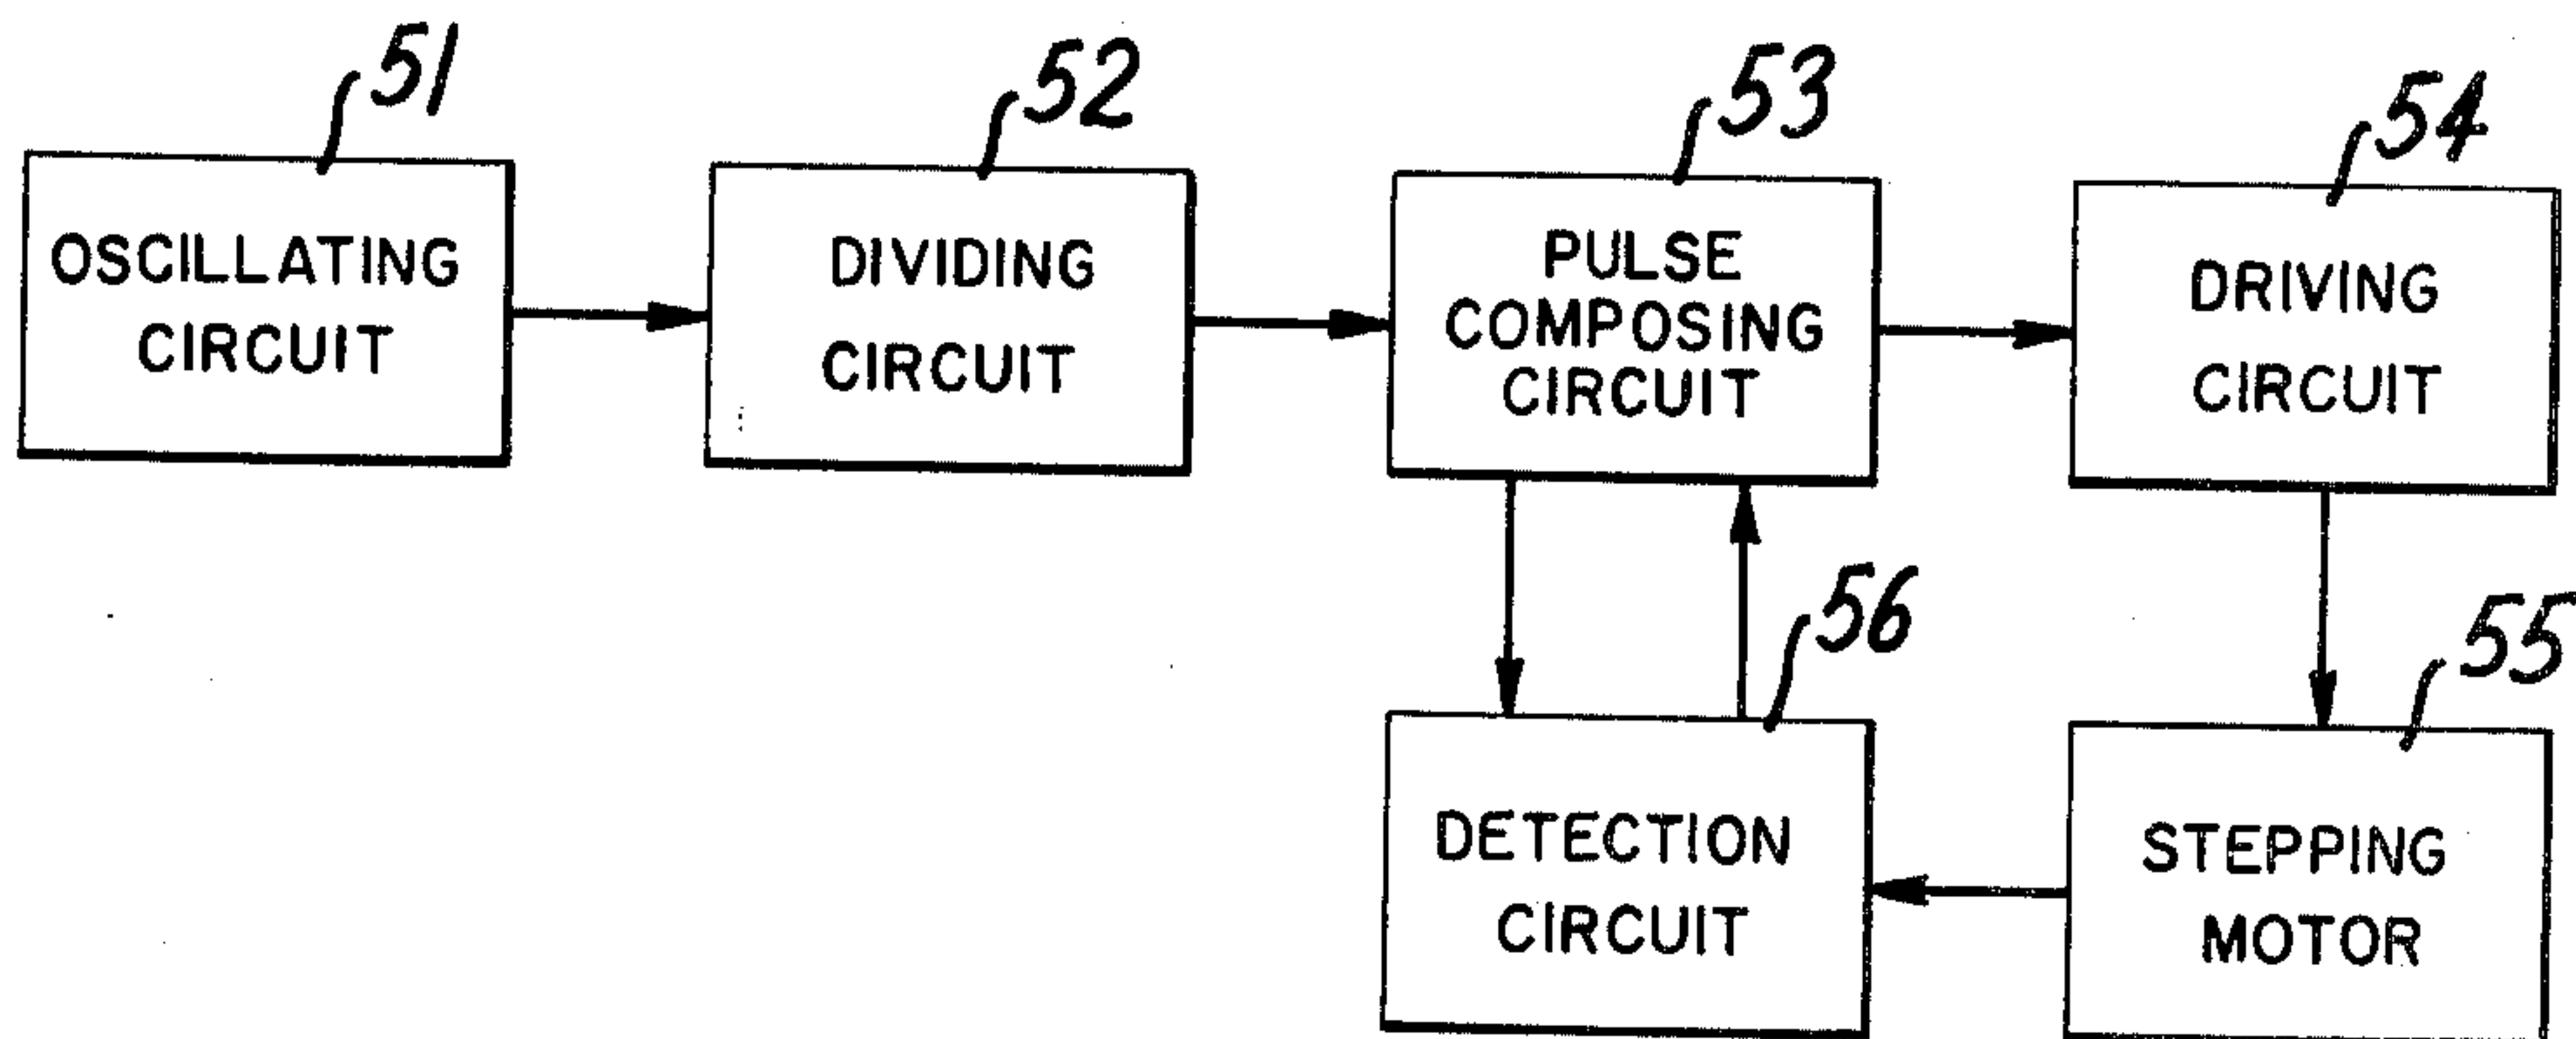 51
52
53
54
OSCILLATING
CIRCUIT
DIVIDING
CIRCUIT
PULSE
COMPOSING
CIRCUIT
DRIVING
CIRCUIT
56
55
DETECTION
CIRCUIT
STEPPING
MOTOR